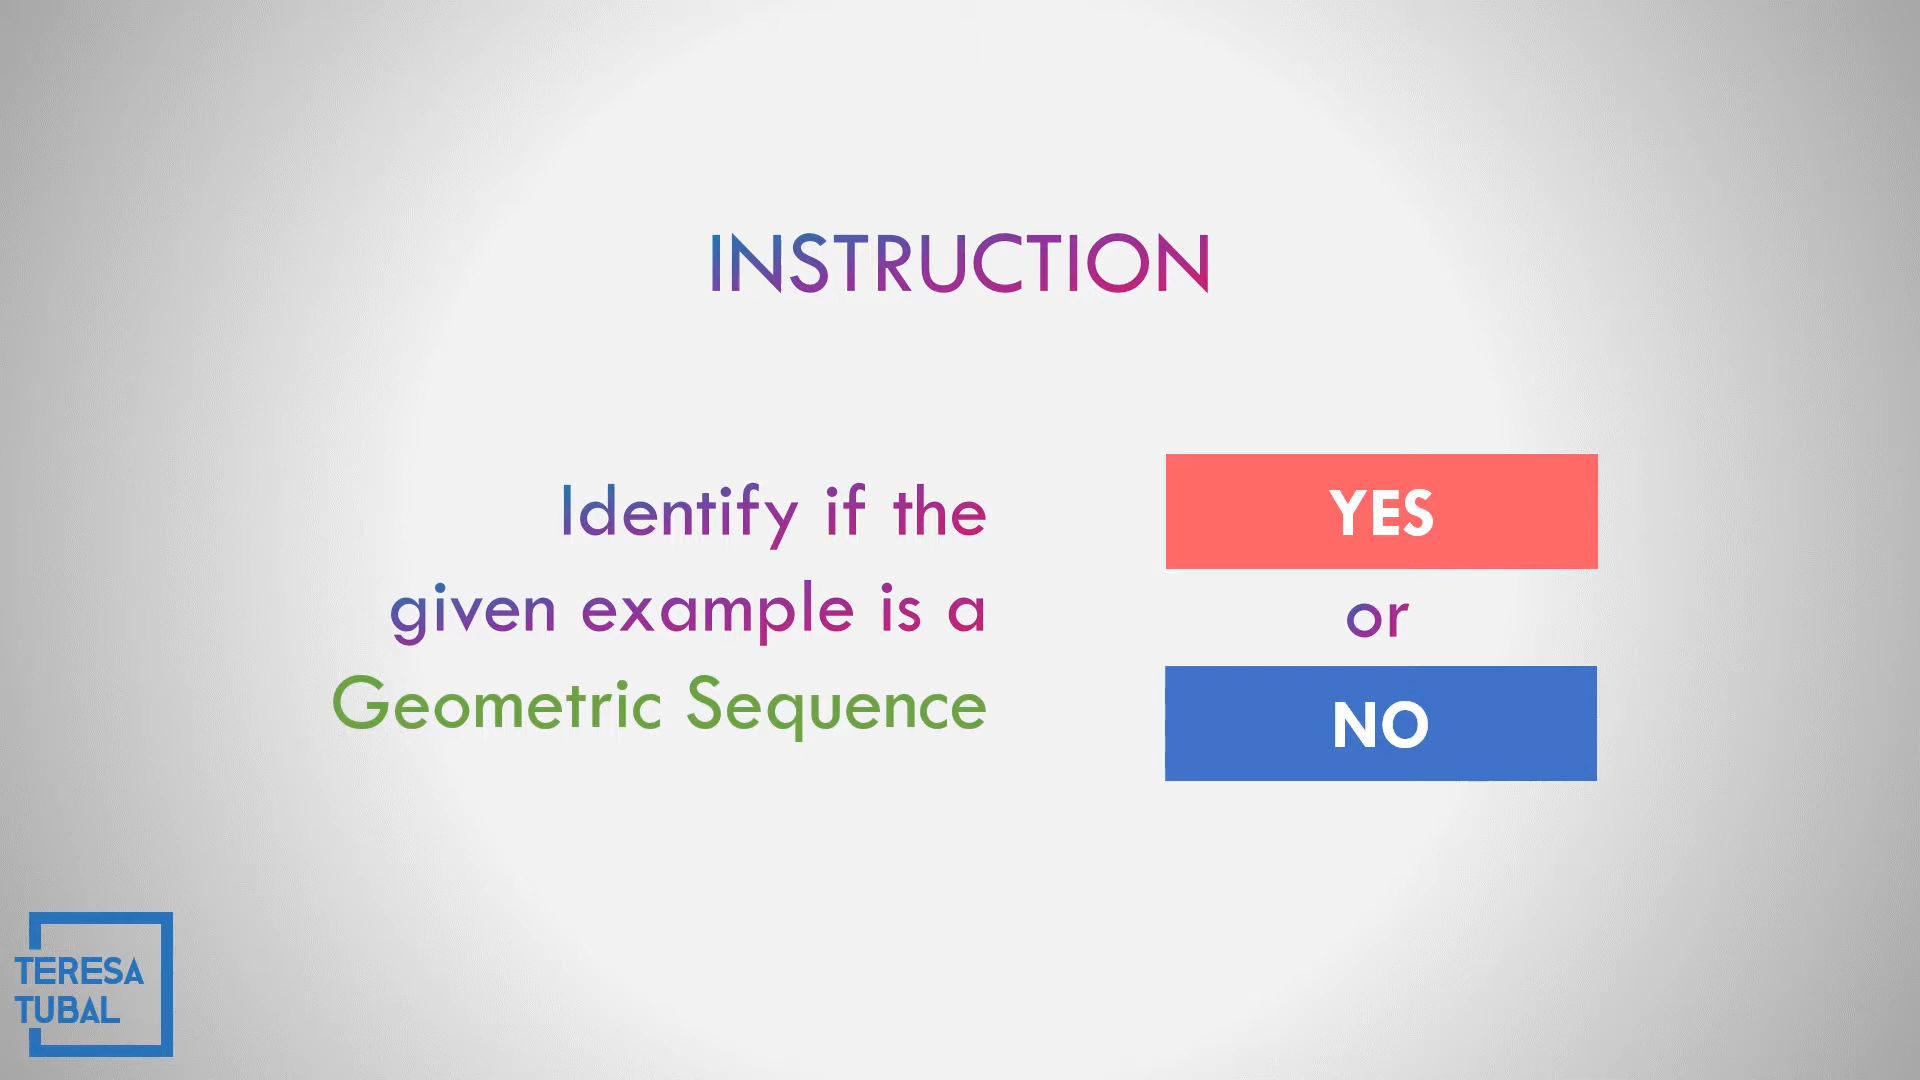 INSTRUCTION
Identify if the
given example is a
Geometric Sequence
YES
or
NO
TERESA
TUBAL